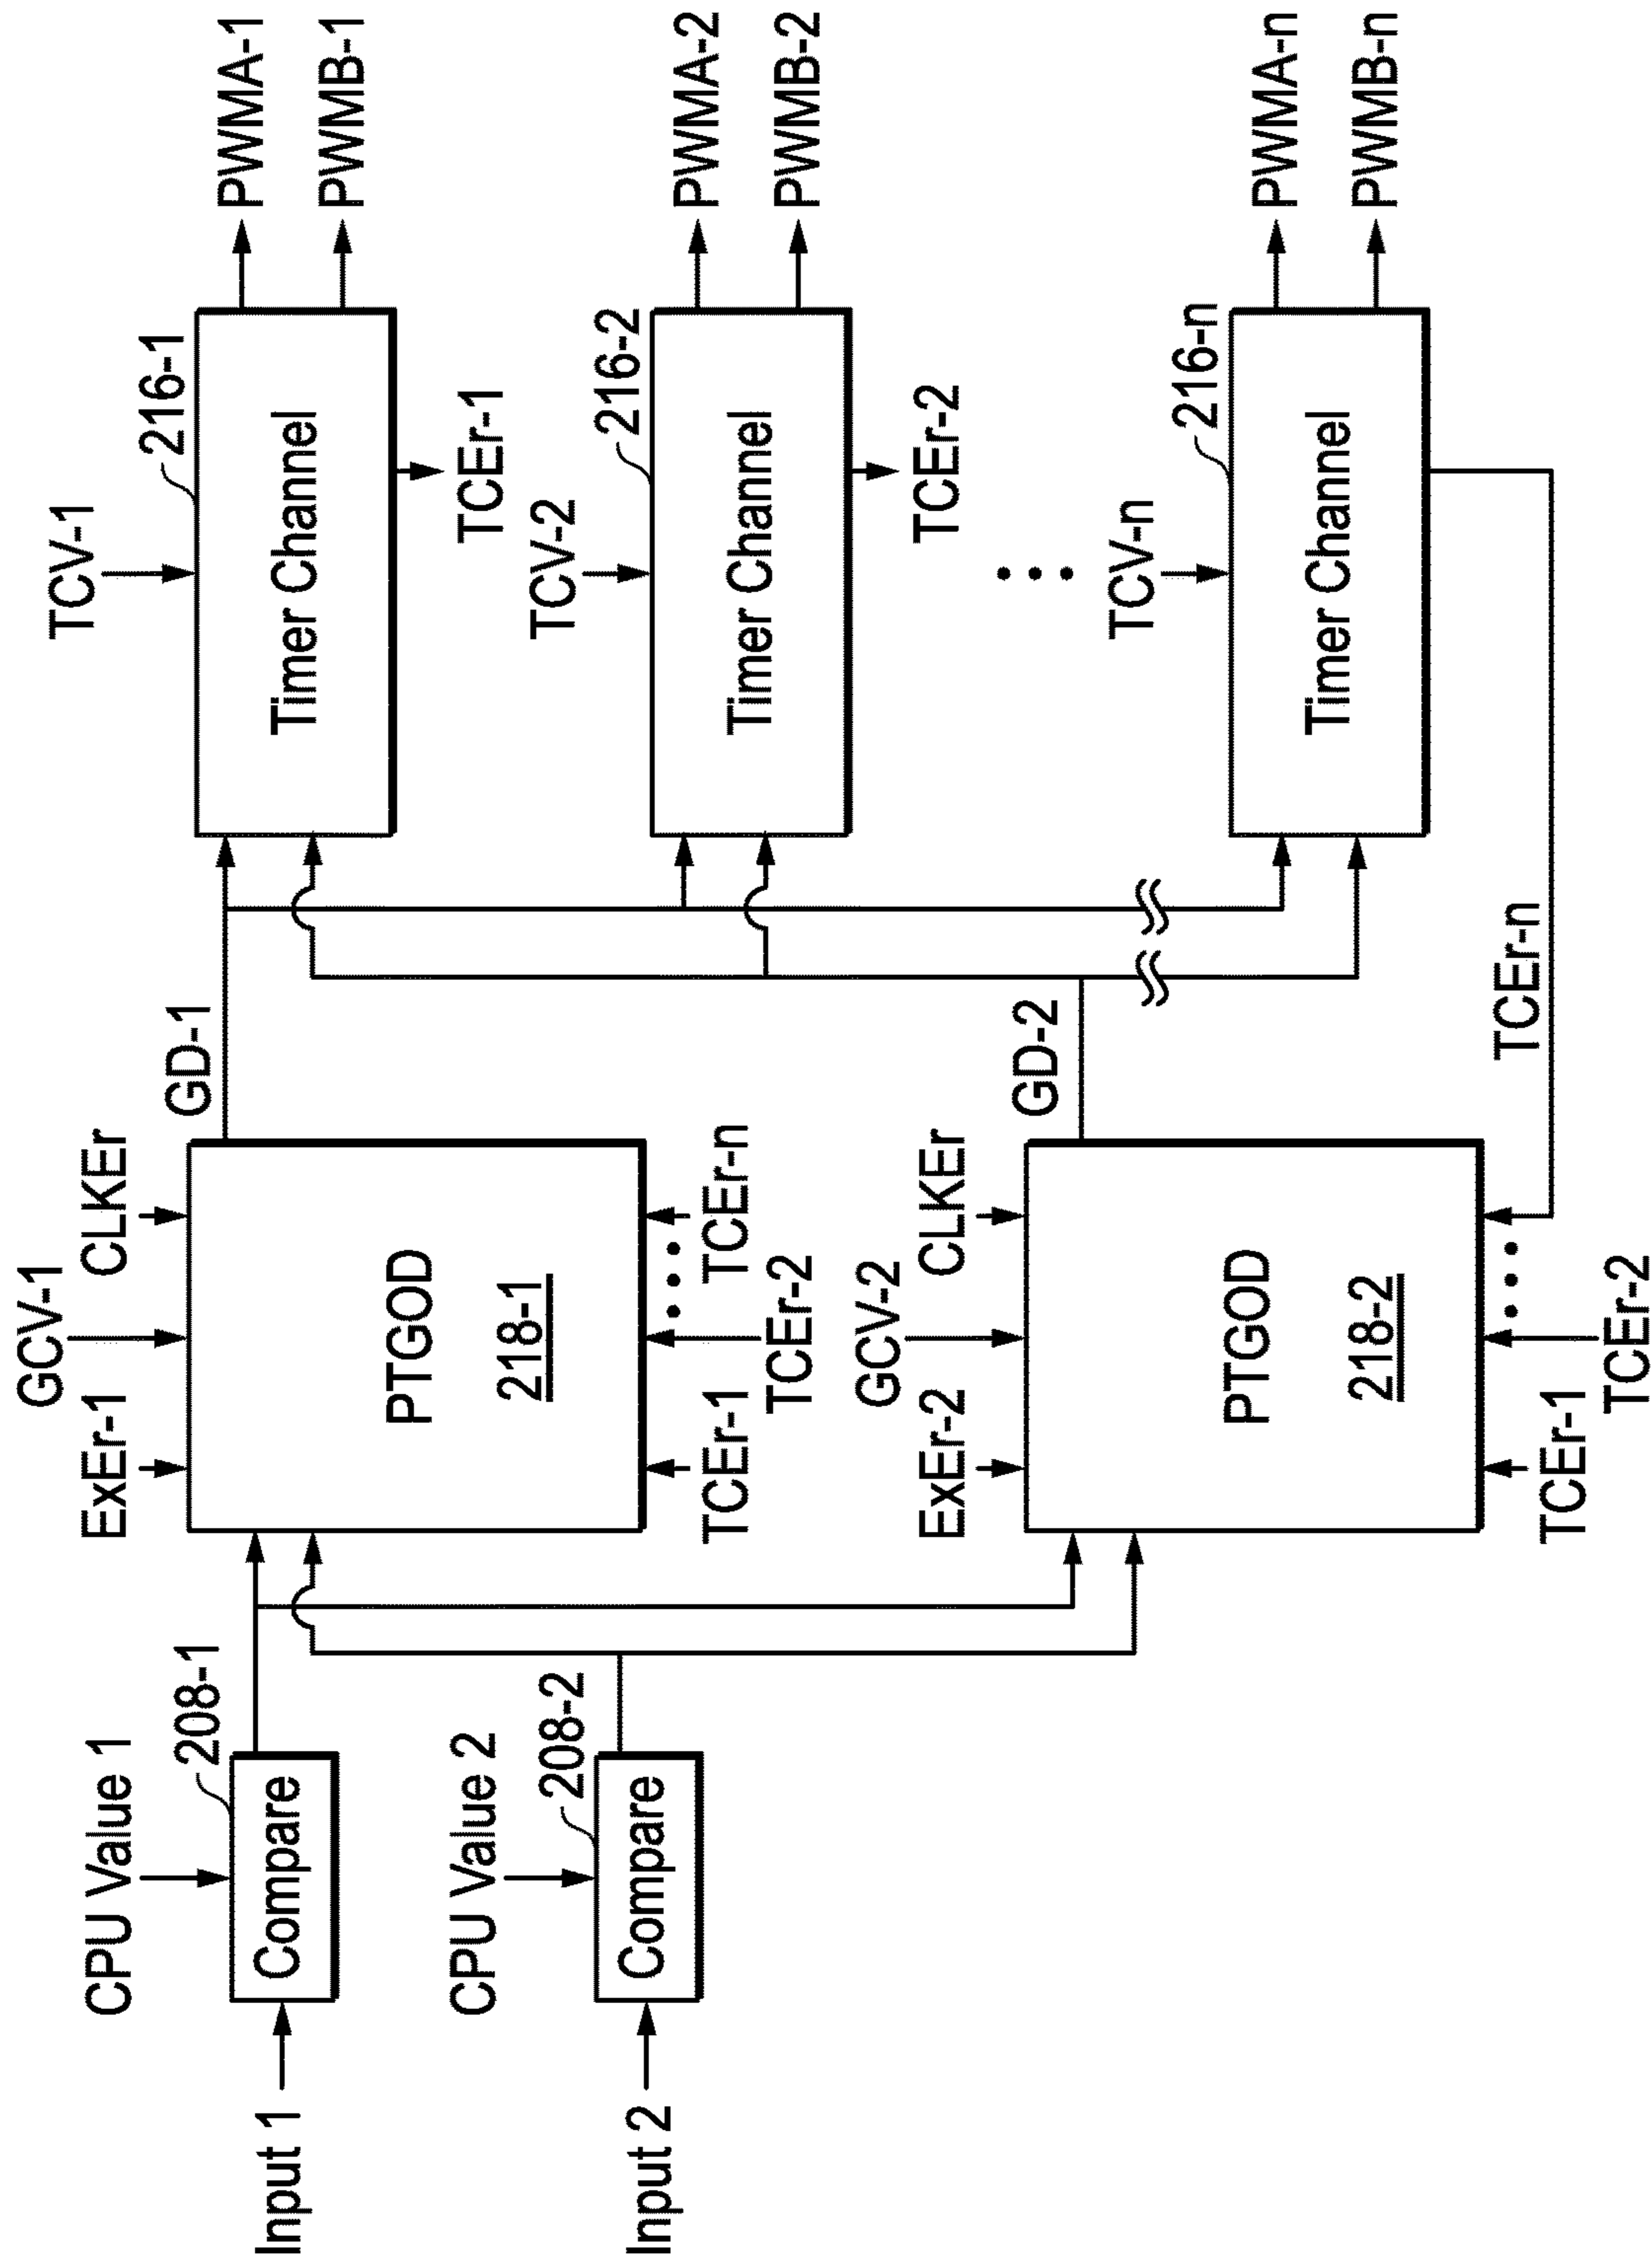 Input 1
CPU Value 1
208-1
Compare
Input 2
CPU Value 2
208-2
Compare
ExEr-1
GCV-1
CLKEr
PTGOD
218-1
TCEr-1
TCEr-2
TCEr-n
GD-1
ExEr-2
GCV-2
CLKEr
PTGOD
218-2
TCEr-1
TCEr-2
TCEr-n
GD-2
TCV-1
216-1
Timer Channel
TCEr-1
PWMA-1
PWMB-1
TCV-2
216-2
Timer Channel
TCEr-2
PWMA-2
PWMB-2
TCV-n
216-n
Timer Channel
PWMA-n
PWMB-n